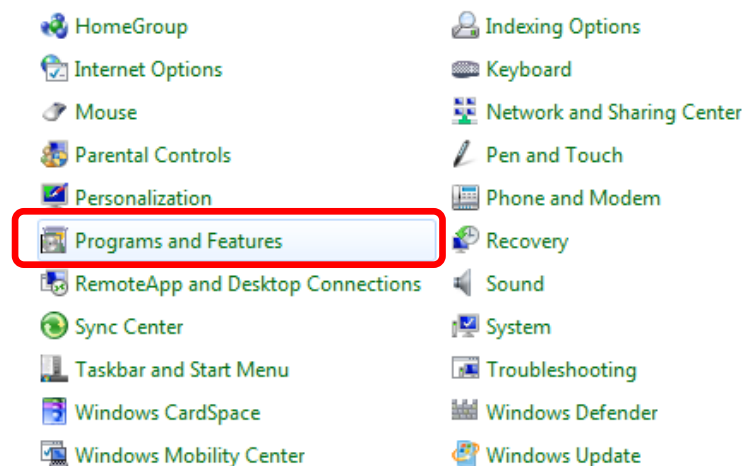 HomeGroup
Indexing Options
Internet Options
Keyboard
Mouse
Network and Sharing Center
Parental Controls
Pen and Touch
Personalization
Phone and Modem
Programs and Features
Recovery
RemoteApp and Desktop Connections
Sound
Sync Center
System
Taskbar and Start Menu
Troubleshooting
Windows CardSpace
Windows Defender
Windows Mobility Center
Windows Update